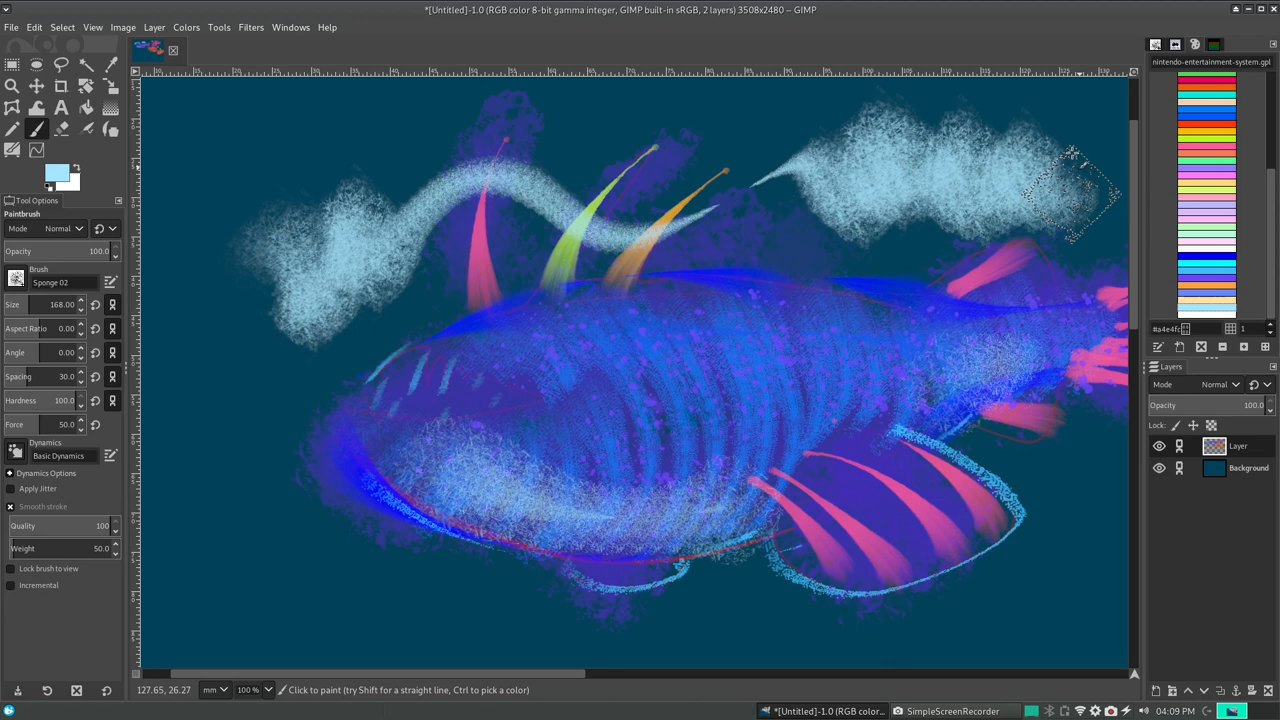 *[Untitled]-1.0 (RGB color 8-bit gamma integer, GIMP built-in sRGB, 2 layers) 3508x2480 – GIMP
File Edit Select View Image Layer Colors Tools Filters Windows Help
Tool Options
Paintbrush
Mode Normal
Opacity 100.0
Brush
Sponge 02
Size 168.00
Aspect Ratio 0.00
Angle 0.00
Spacing 30.0
Hardness 100.0
Force 50.0
Dynamics
Basic Dynamics
Dynamics Options
Apply Jitter
Smooth stroke
Quality 100
Weight 50.0
Lock brush to view
Incremental
nintendo-entertainment-system.gpl
#a4e4fc 1
Layers
Mode Normal
Opacity 100.0
Lock:
Layer
Background
127.65, 26.27 mm 100 % Click to paint (try Shift for a straight line, Ctrl to pick a color)
*[Untitled]-1.0 (RGB color... SimpleScreenRecorder 04:09 PM